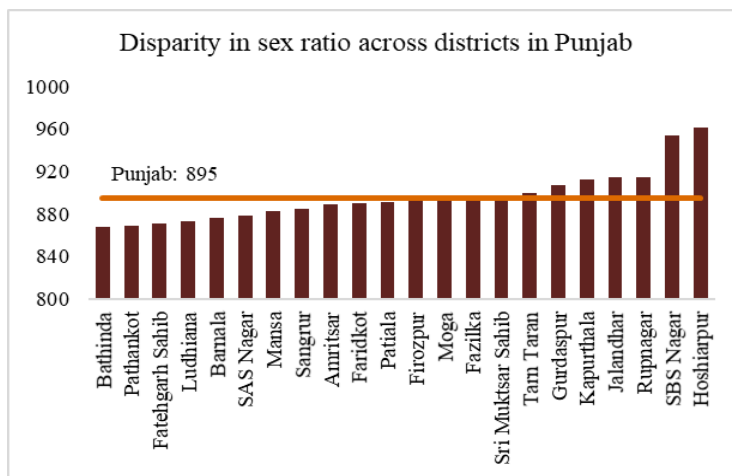 Disparity in sex ratio across districts in Punjab
1000
960
920
880
840
800
Punjab: 895
Bathinda
Pathankot
Fatehgarh Sahib
Ludhiana
Barnala
SAS Nagar
Mansa
Sangrur
Amritsar
Faridkot
Patiala
Firozpur
Moga
Fazilka
Sri Muktsar Sahib
Tarn Taran
Gurdaspur
Kapurthala
Jalandhar
Rupnagar
SBS Nagar
Hoshiarpur